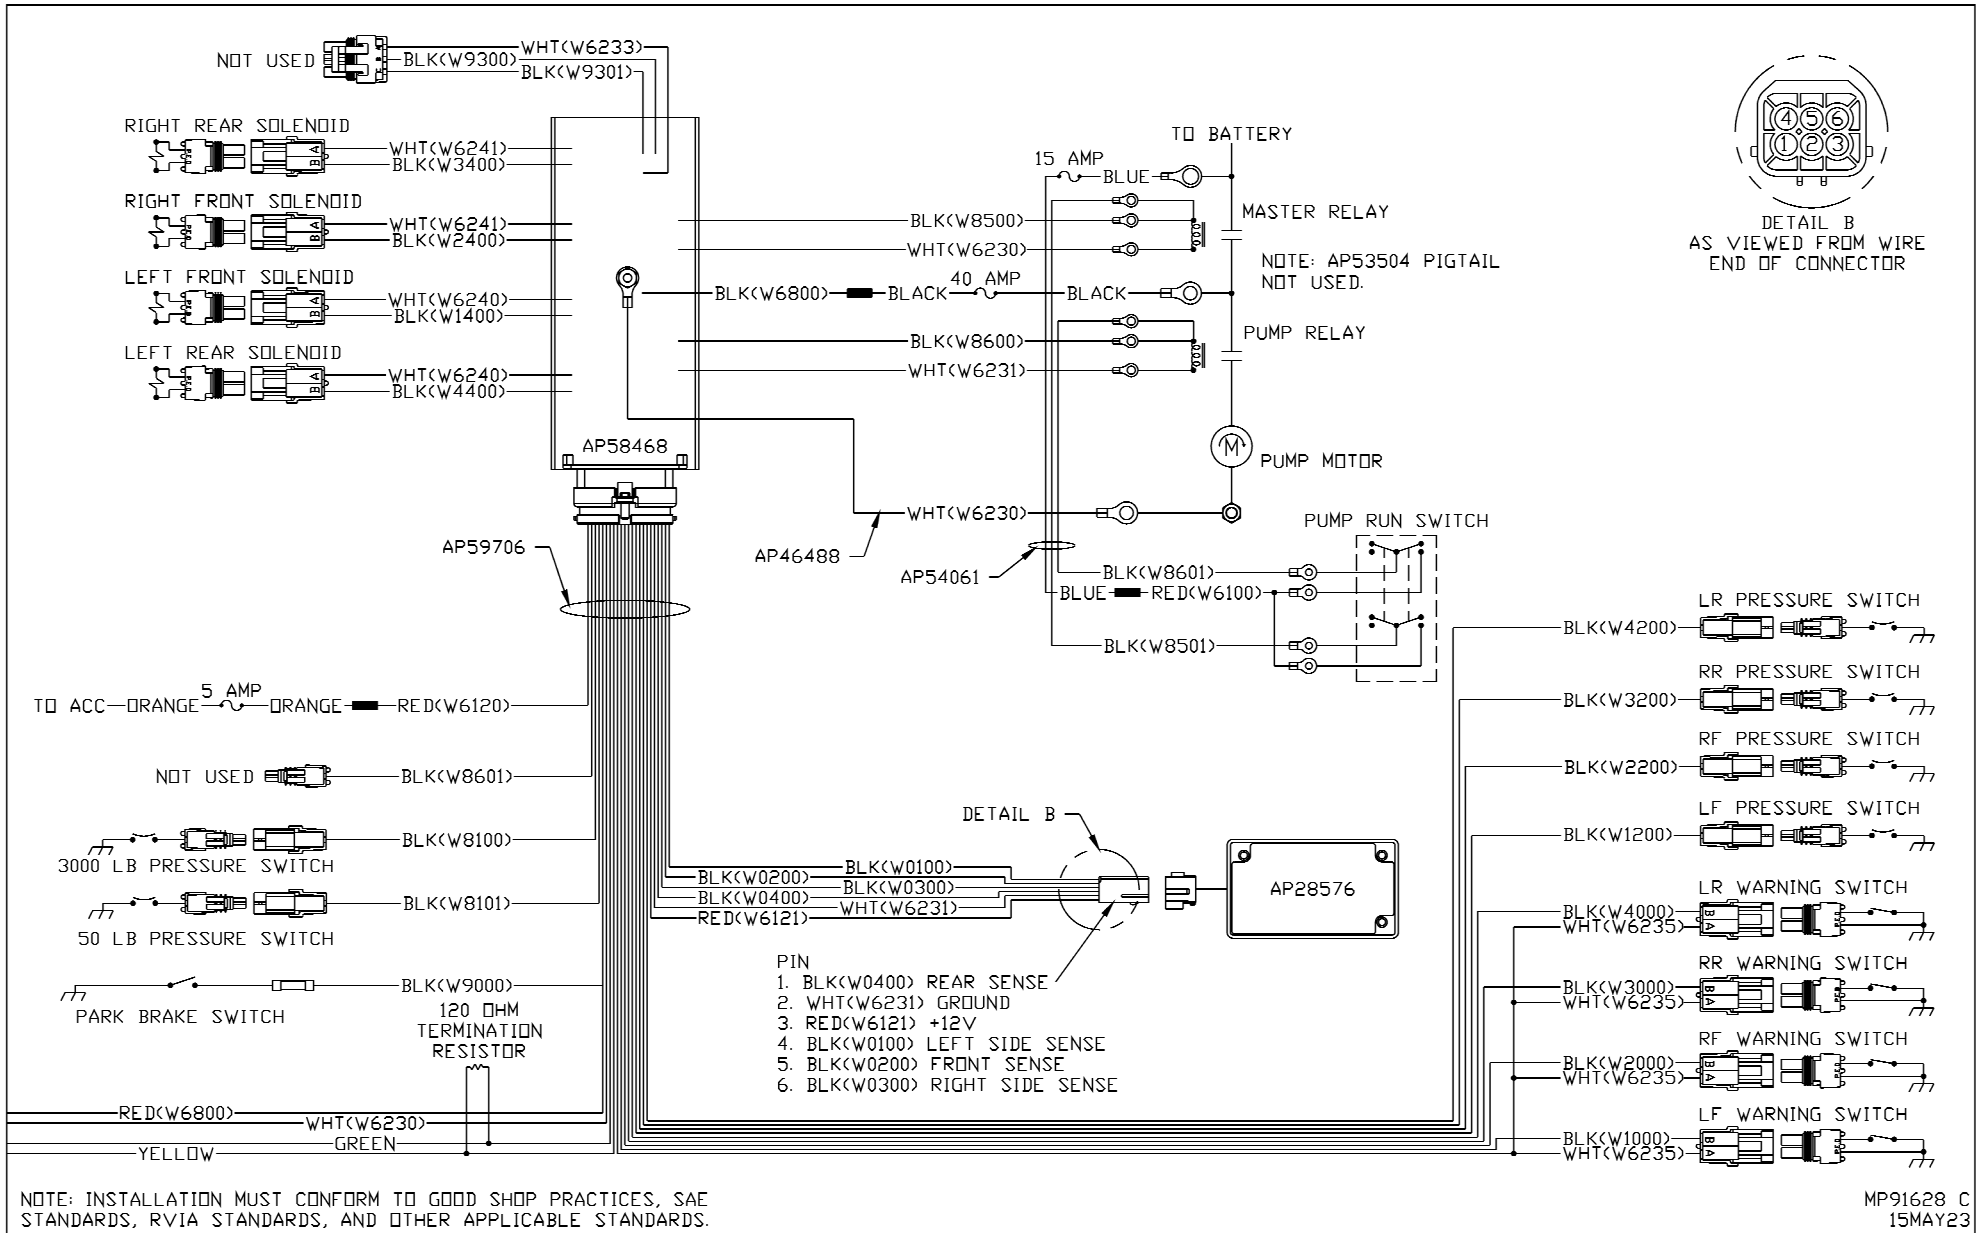 NOT USED
WHT(W6233)
BLK(W9300)
BLK(W9301)
RIGHT REAR SOLENOID
A
B
WHT(W6241)
BLK(W3400)
RIGHT FRONT SOLENOID
A
B
WHT(W6241)
BLK(W2400)
LEFT FRONT SOLENOID
A
B
WHT(W6240)
BLK(W1400)
LEFT REAR SOLENOID
A
B
WHT(W6240)
BLK(W4400)
AP58468
TO BATTERY
15 AMP
BLUE
BLK(W8500)
MASTER RELAY
WHT(W6230)
NOTE: AP53504 PIGTAIL
NOT USED.
BLK(W6800)
BLACK
40 AMP
BLACK
BLK(W8600)
PUMP RELAY
WHT(W6231)
M
PUMP MOTOR
WHT(W6230)
AP46488
AP54061
PUMP RUN SWITCH
BLK(W8601)
BLUE
RED(W6100)
BLK(W8501)
4 5 6
1 2 3
DETAIL B
AS VIEWED FROM WIRE
END OF CONNECTOR
AP59706
TO ACC
ORANGE
5 AMP
ORANGE
RED(W6120)
NOT USED
BLK(W8601)
BLK(W8100)
3000 LB PRESSURE SWITCH
BLK(W8101)
50 LB PRESSURE SWITCH
BLK(W9000)
PARK BRAKE SWITCH
120 OHM
TERMINATION
RESISTOR
RED(W6800)
WHT(W6230)
GREEN
YELLOW
DETAIL B
BLK(W0100)
BLK(W0200)
BLK(W0300)
BLK(W0400)
WHT(W6231)
RED(W6121)
AP28576
PIN
1. BLK(W0400) REAR SENSE
2. WHT(W6231) GROUND
3. RED(W6121) +12V
4. BLK(W0100) LEFT SIDE SENSE
5. BLK(W0200) FRONT SENSE
6. BLK(W0300) RIGHT SIDE SENSE
LR PRESSURE SWITCH
BLK(W4200)
RR PRESSURE SWITCH
BLK(W3200)
RF PRESSURE SWITCH
BLK(W2200)
LF PRESSURE SWITCH
BLK(W1200)
LR WARNING SWITCH
BLK(W4000)
WHT(W6235)
B
A
RR WARNING SWITCH
BLK(W3000)
WHT(W6235)
B
A
RF WARNING SWITCH
BLK(W2000)
WHT(W6235)
B
A
LF WARNING SWITCH
BLK(W1000)
WHT(W6235)
B
A
NOTE: INSTALLATION MUST CONFORM TO GOOD SHOP PRACTICES, SAE
STANDARDS, RVIA STANDARDS, AND OTHER APPLICABLE STANDARDS.
MP91628 C
15MAY23